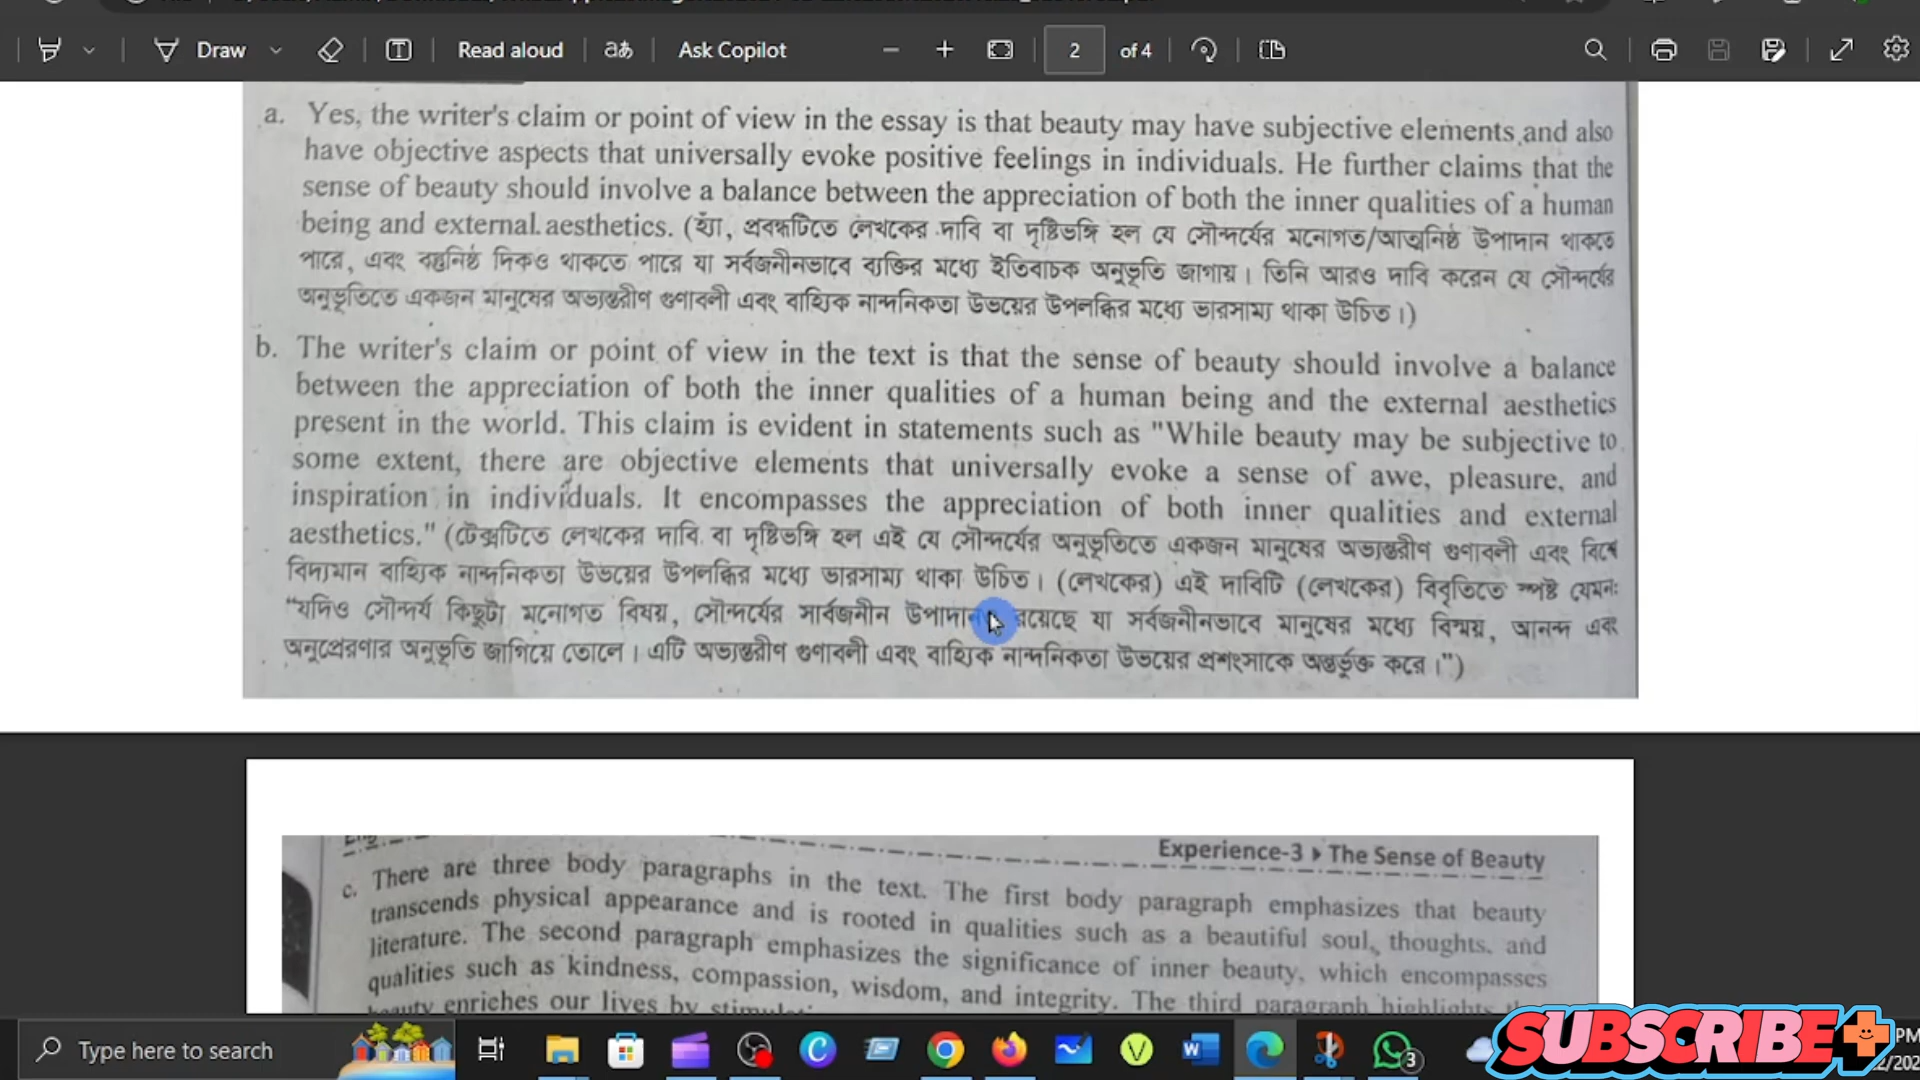 Draw
Read aloud
aあ
Ask Copilot
2
of 4
a. Yes, the writer's claim or point of view in the essay is that beauty may have subjective elements and also
have objective aspects that universally evoke positive feelings in individuals. He further claims that the
sense of beauty should involve a balance between the appreciation of both the inner qualities of a human
being and external aesthetics. (হ্যাঁ, প্রবন্ধটিতে লেখকের দাবি বা দৃষ্টিভঙ্গি হল যে সৌন্দর্যের মনোগত/আত্মনিষ্ঠ উপাদান থাকতে
পারে, এবং বস্তুনিষ্ঠ দিকও থাকতে পারে যা সর্বজনীনভাবে ব্যক্তির মধ্যে ইতিবাচক অনুভূতি জাগায়। তিনি আরও দাবি করেন যে সৌন্দর্যের
অনুভূতিতে একজন মানুষের অভ্যন্তরীণ গুণাবলী এবং বাহ্যিক নান্দনিকতা উভয়ের উপলব্ধির মধ্যে ভারসাম্য থাকা উচিত।)
b. The writer's claim or point of view in the text is that the sense of beauty should involve a balance
between the appreciation of both the inner qualities of a human being and the external aesthetics
present in the world. This claim is evident in statements such as "While beauty may be subjective to
some extent, there are objective elements that universally evoke a sense of awe, pleasure, and
inspiration in individuals. It encompasses the appreciation of both inner qualities and external
aesthetics." (টেক্সটিতে লেখকের দাবি বা দৃষ্টিভঙ্গি হল এই যে সৌন্দর্যের অনুভূতিতে একজন মানুষের অভ্যন্তরীণ গুণাবলী এবং বিশ্বে
বিদ্যমান বাহ্যিক নান্দনিকতা উভয়ের উপলব্ধির মধ্যে ভারসাম্য থাকা উচিত। (লেখকের) এই দাবিটি (লেখকের) বিবৃতিতে স্পষ্ট যেমনঃ
"যদিও সৌন্দর্য কিছুটা মনোগত বিষয়, সৌন্দর্যের সার্বজনীন রয়েছে যা সর্বজনীনভাবে মানুষের মধ্যে বিস্ময়, আনন্দ এবং
অনুপ্রেরণার অনুভূতি জাগিয়ে তোলে। এটি অভ্যন্তরীণ গুণাবলী এবং বাহ্যিক নান্দনিকতা উভয়ের প্রশংসাকে অন্তর্ভুক্ত করে।")
Experience-3 ▸ The Sense of Beauty
c. There are three body paragraphs in the text. The first body paragraph emphasizes that beauty
transcends physical appearance and is rooted in qualities such as a beautiful soul, thoughts, and
literature. The second paragraph emphasizes the significance of inner beauty, which encompasses
qualities such as kindness, compassion, wisdom, and integrity. The third paragraph highlights
beauty enriches our lives by
Type here to search
3
PM
SUBSCRIBE